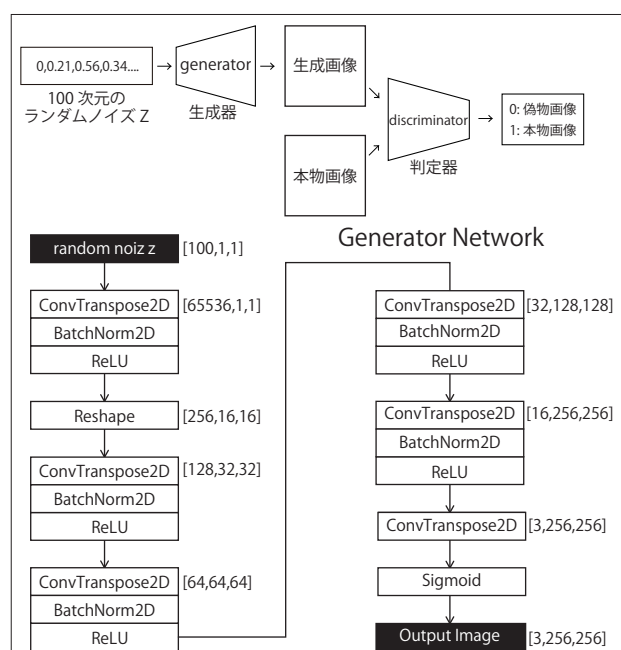 0,0.21,0.56,0.34....
100 次元の
ランダムノイズ Z
generator
生成器
生成画像
本物画像
discriminator
判定器
0: 偽物画像
1: 本物画像
Generator Network
random noiz z
[100,1,1]
ConvTranspose2D
[65536,1,1]
BatchNorm2D
ReLU
Reshape
[256,16,16]
ConvTranspose2D
[128,32,32]
BatchNorm2D
ReLU
ConvTranspose2D
[64,64,64]
BatchNorm2D
ReLU
ConvTranspose2D
[32,128,128]
BatchNorm2D
ReLU
ConvTranspose2D
[16,256,256]
BatchNorm2D
ReLU
ConvTranspose2D
[3,256,256]
Sigmoid
Output Image
[3,256,256]